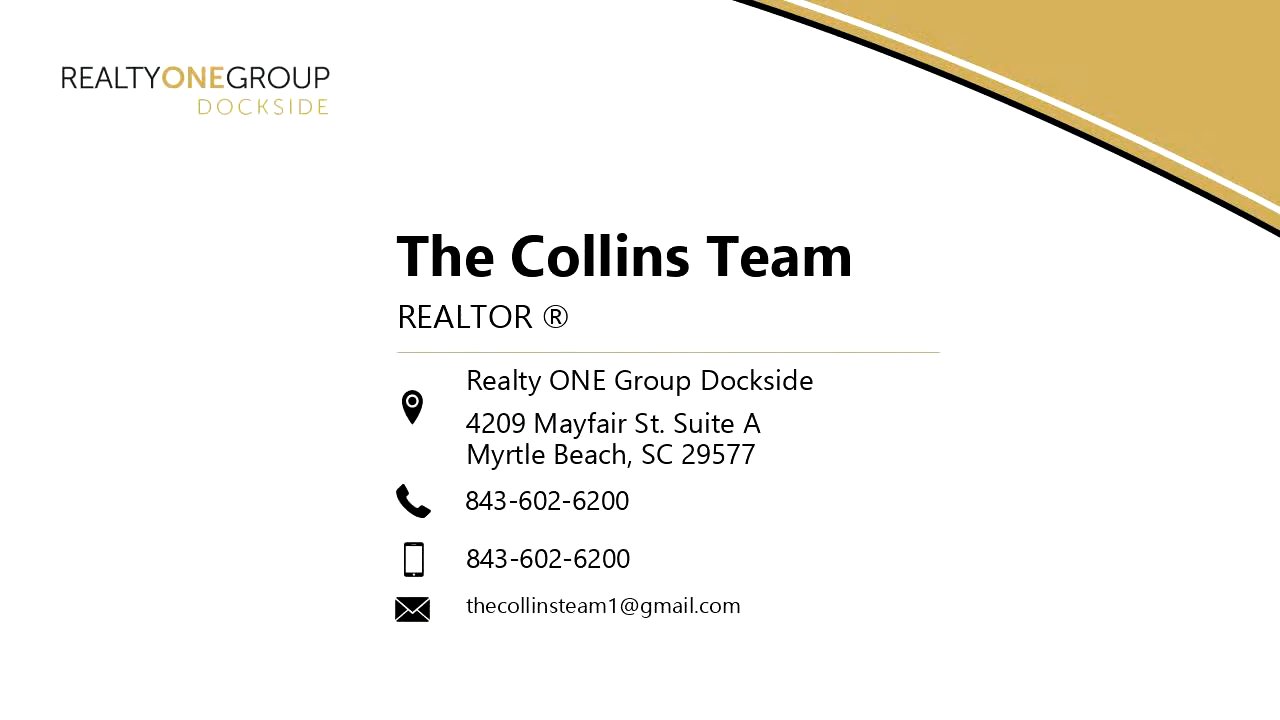 REALTYONEGROUP
DOCKSIDE
The Collins Team
REALTOR ®
Realty ONE Group Dockside
4209 Mayfair St. Suite A
Myrtle Beach, SC 29577
843-602-6200
843-602-6200
thecollinsteam1@gmail.com